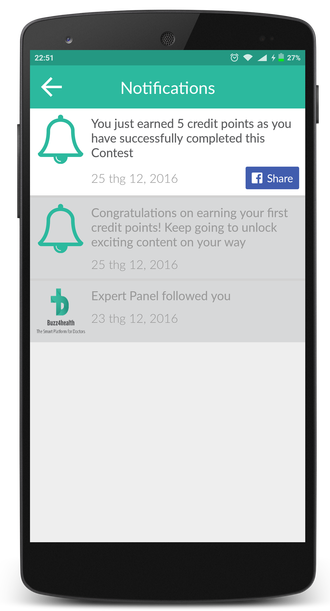 22:51
27%
Notifications
You just earned 5 credit points as you
have successfully completed this
Contest
25 thg 12, 2016
Share
Congratulations on earning your first
credit points! Keep going to unlock
exciting content on your way
25 thg 12, 2016
Expert Panel followed you
23 thg 12, 2016
Buzz4health
The Smart Platform for Doctors